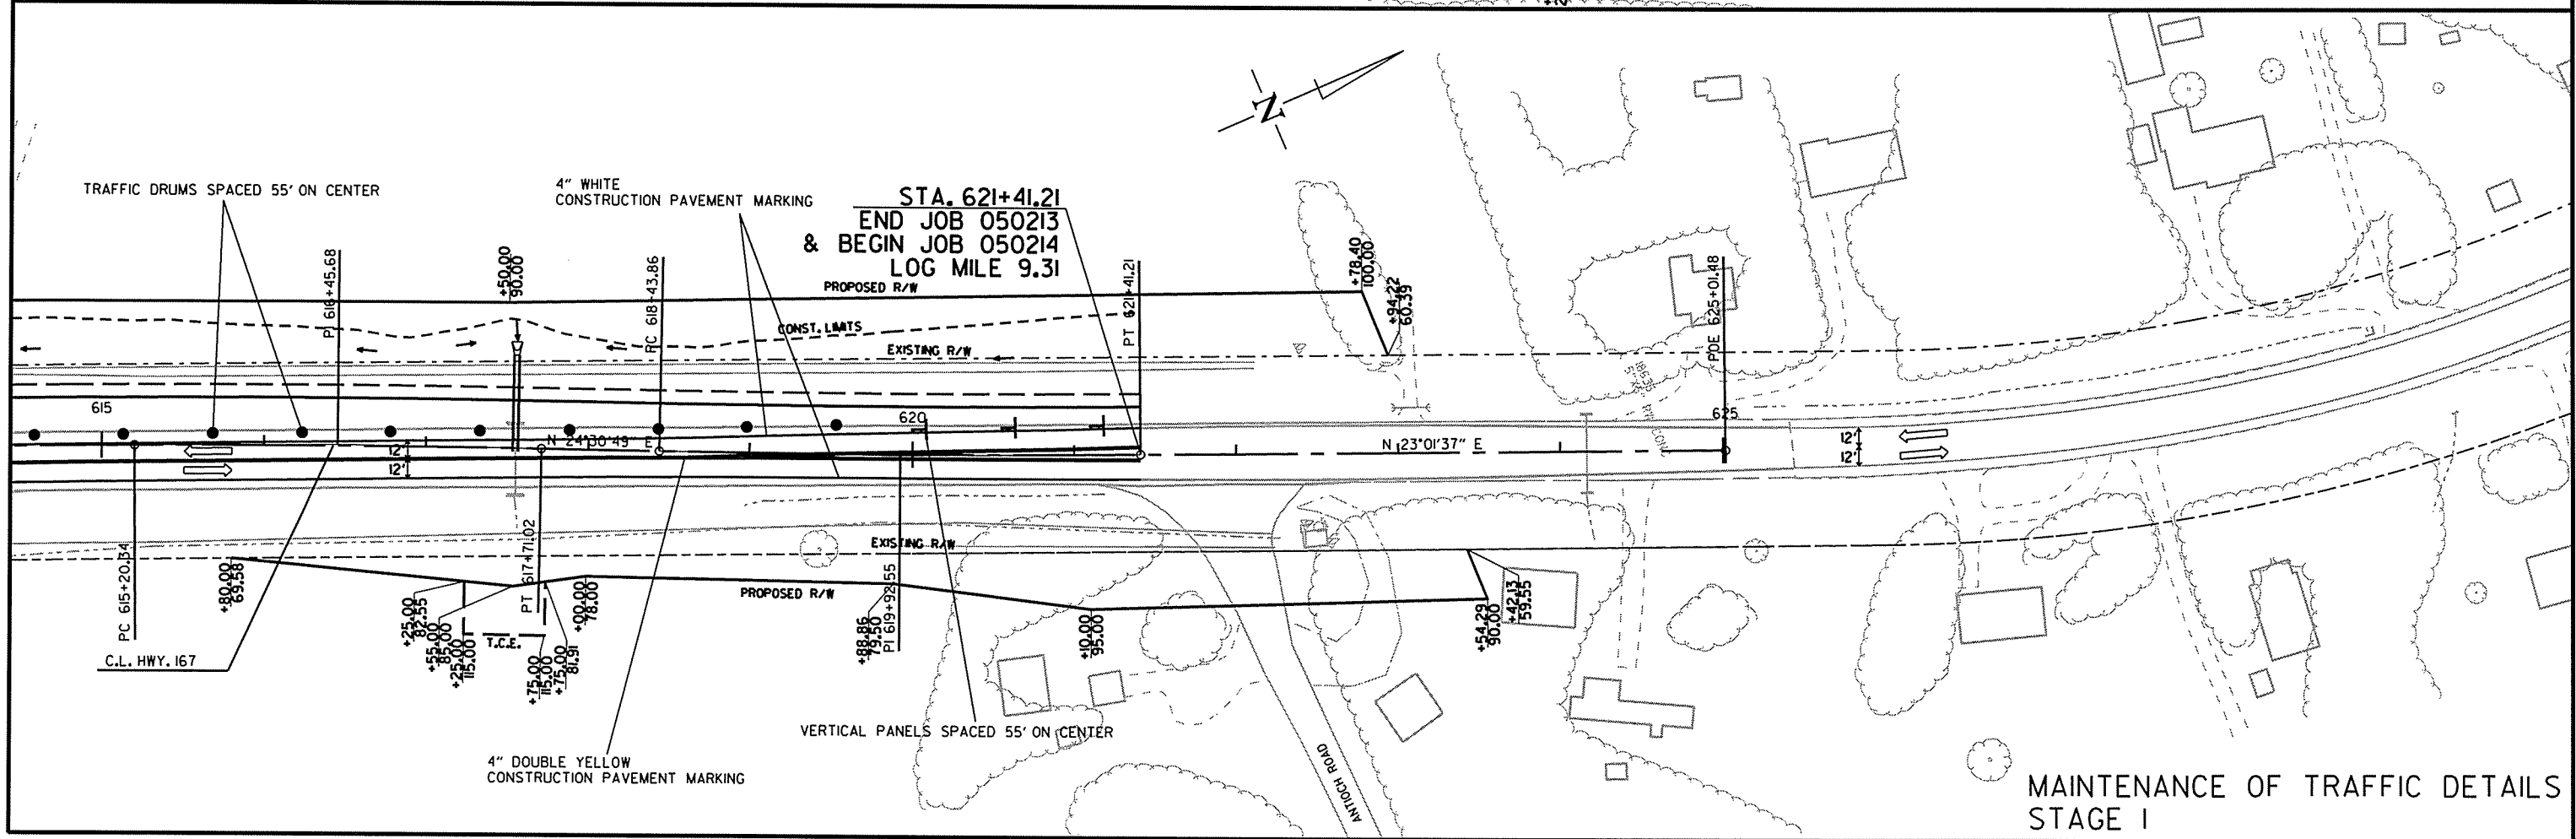 N
TRAFFIC DRUMS SPACED 55' ON CENTER
4" WHITE
CONSTRUCTION PAVEMENT MARKING
STA. 621+41.21
END JOB 050213
& BEGIN JOB 050214
LOG MILE 9.31
PI 616+45.68
+50.00
90.00
PC 618+43.86
PROPOSED R/W
PT 621+41.21
+78.40
100.00
+94.22
60.39
POE 625+01.48
CONST. LIMITS
EXISTING R/W
615
620
625
N 24°30'49" E
N 23°01'37" E
12'
12'
12'
12'
PC 615+20.34
+80.00
69.58
+25.00
82.55
+55.00
85.00
+25.00
115.00
T.C.E.
PT 617+71.02
+75.00
115.00
+75.00
81.91
+00.00
78.00
EXISTING R/W
PROPOSED R/W
+88.86
79.50
PI 619+92.55
+10.00
95.00
+54.29
90.00
+42.13
59.55
C.L. HWY. 167
VERTICAL PANELS SPACED 55' ON CENTER
4" DOUBLE YELLOW
CONSTRUCTION PAVEMENT MARKING
ANTIOCH ROAD
MAINTENANCE OF TRAFFIC DETAILS
STAGE I